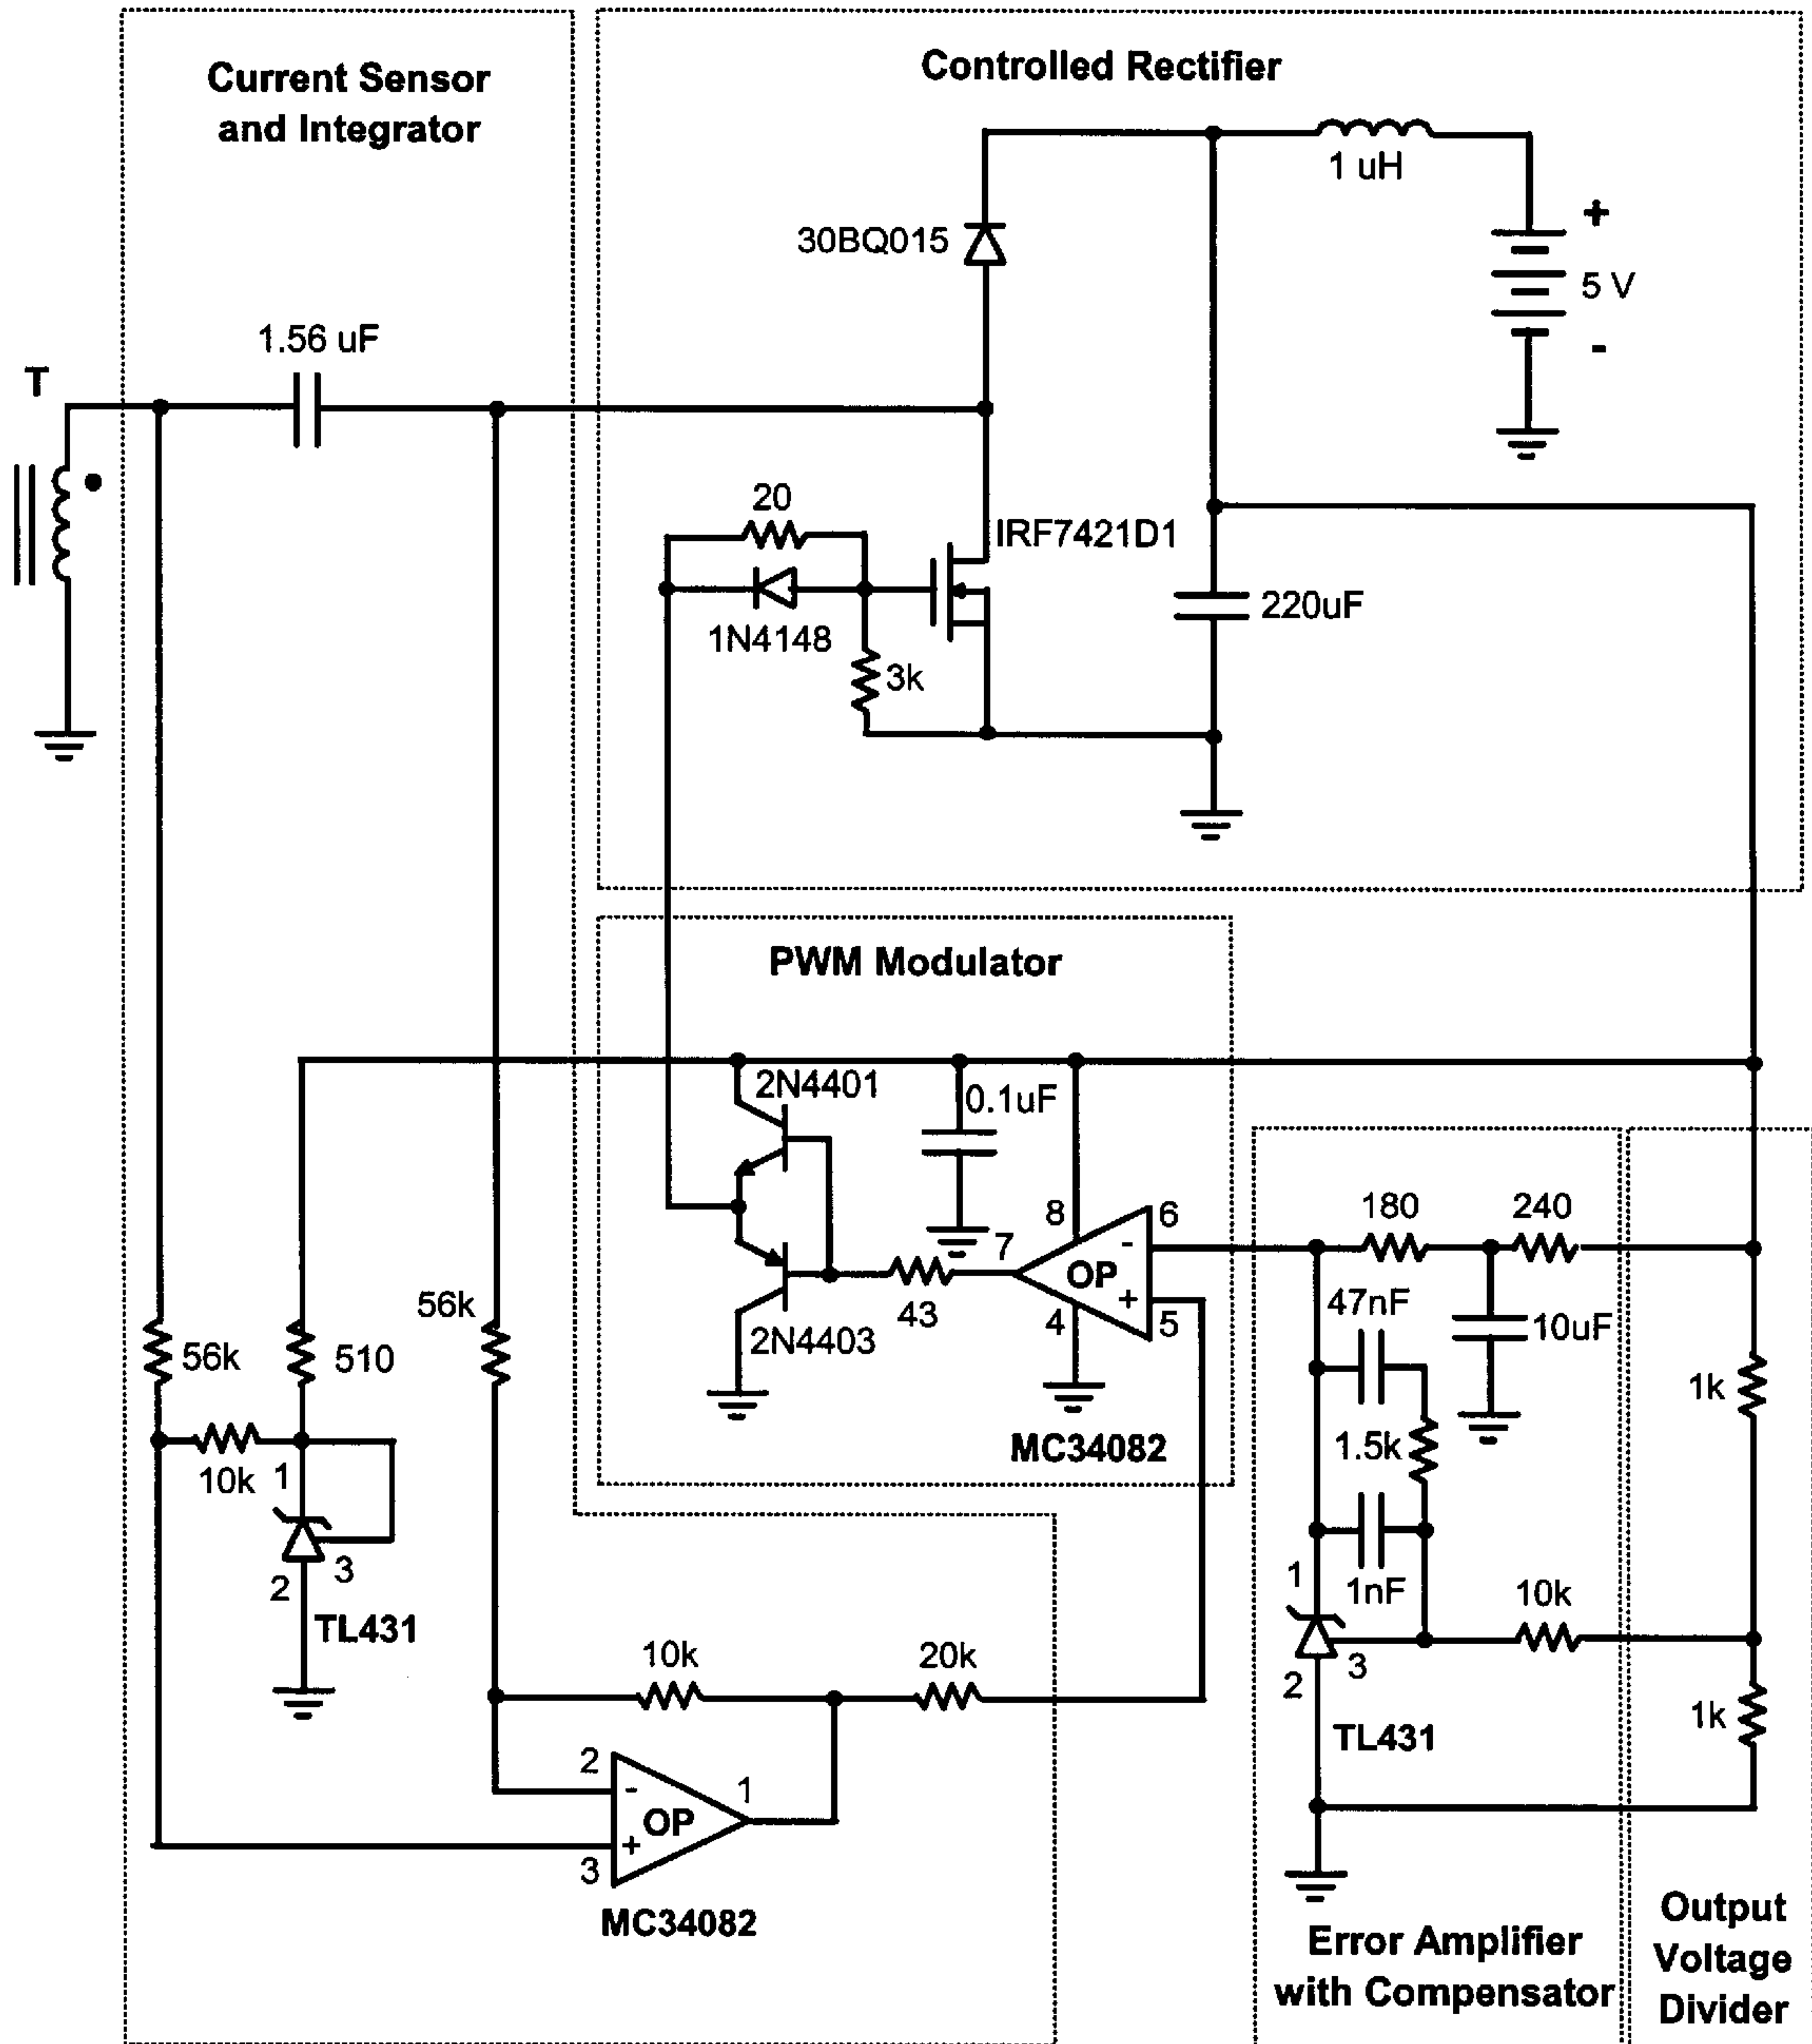 Current Sensor
and Integrator
Controlled Rectifier
1 uH
30BQ015
+
5 V
-
1.56 uF
T
20
IRF7421D1
1N4148
220uF
3k
PWM Modulator
2N4401
0.1uF
8
6
180
240
7
-
OP
+
56k
43
4
5
47nF
10uF
56k
510
2N4403
1k
MC34082
1.5k
10k
1
3
2
1nF
1
10k
TL431
3
2
10k
20k
1k
TL431
2
-
1
OP
+
3
MC34082
Error Amplifier
with Compensator
Output
Voltage
Divider